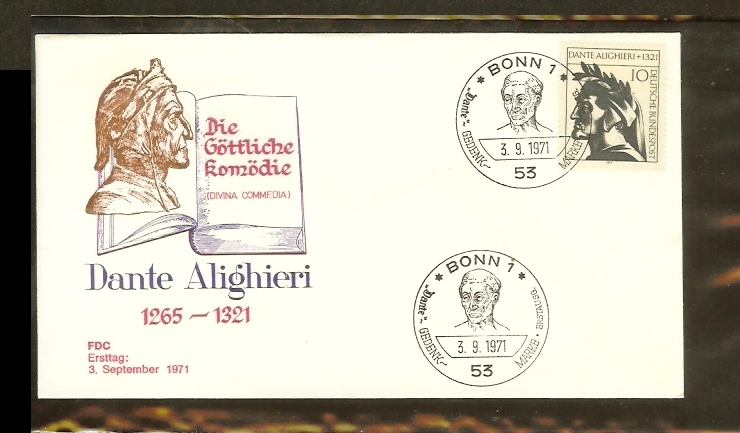 Die
Göttliche
Komödie
(DIVINA COMMEDIA)
Dante Alighieri
1265 – 1321
FDC
Ersttag:
3. September 1971
* BONN 1 *
„Dante“-
GEDENK-
MARKE
3. 9. 1971
53
DANTE ALIGHIERI + 1321
10
DEUTSCHE BUNDESPOST
* BONN 1 *
„Dante“-
GEDENK-
MARKE · ERSTAUSG.
3. 9. 1971
53